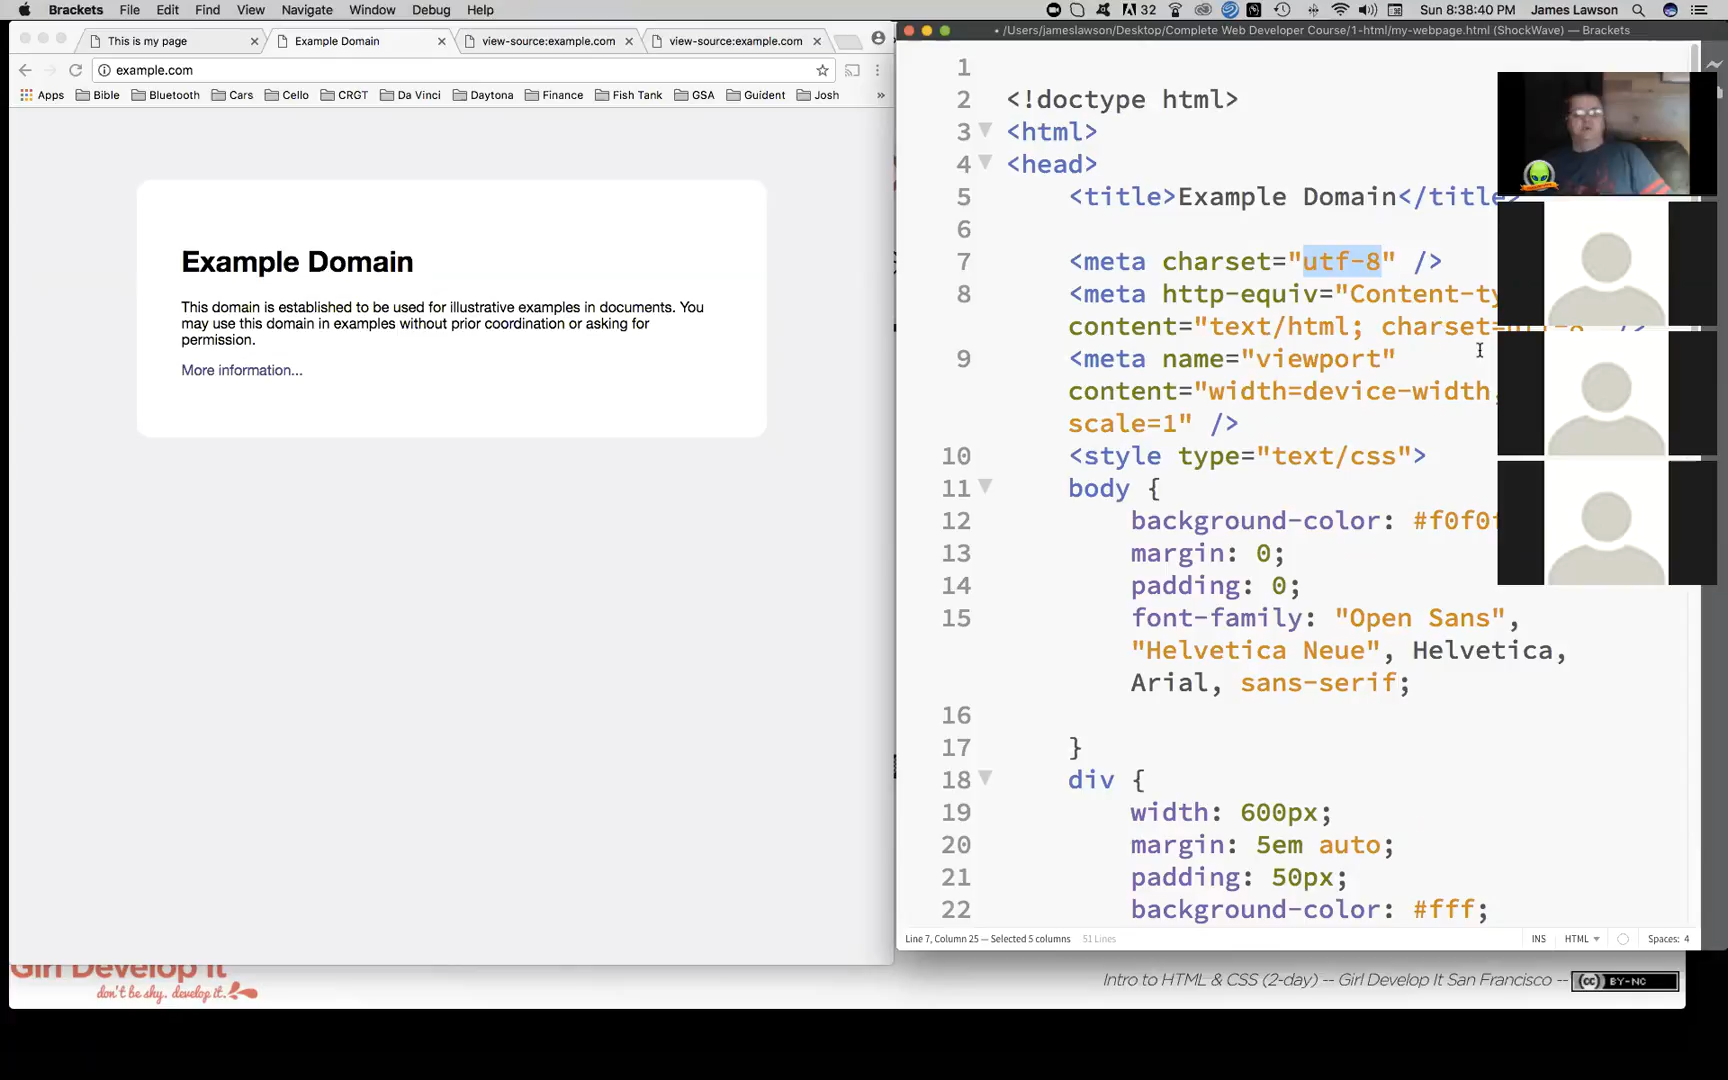 Brackets File Edit Find View Navigate Window Debug Help
32 Sun 8:38:40 PM James Lawson
This is my page
Example Domain
view-source:example.com
view-source:example.com
example.com
Apps Bible Bluetooth Cars Cello CRGT Da Vinci Daytona Finance Fish Tank GSA Guident Josh »
Example Domain
This domain is established to be used for illustrative examples in documents. You
may use this domain in examples without prior coordination or asking for
permission.
More information...
• /Users/jameslawson/Desktop/Complete Web Developer Course/1-html/my-webpage.html (ShockWave) — Brackets
1
2 <!doctype html>
3 <html>
4 <head>
5 <title>Example Domain</title>
6
7 <meta charset="utf-8" />
8 <meta http-equiv="Content-ty
content="text/html; charset=utf-8" />
9 <meta name="viewport"
content="width=device-width,
scale=1" />
10 <style type="text/css">
11 body {
12 background-color: #f0f0f
13 margin: 0;
14 padding: 0;
15 font-family: "Open Sans",
"Helvetica Neue", Helvetica,
Arial, sans-serif;
16
17 }
18 div {
19 width: 600px;
20 margin: 5em auto;
21 padding: 50px;
22 background-color: #fff;
Line 7, Column 25 — Selected 5 columns 51 Lines
INS HTML Spaces: 4
Girl Develop It
don't be shy. develop it.
Intro to HTML & CSS (2-day) -- Girl Develop It San Francisco --
cc BY-NC